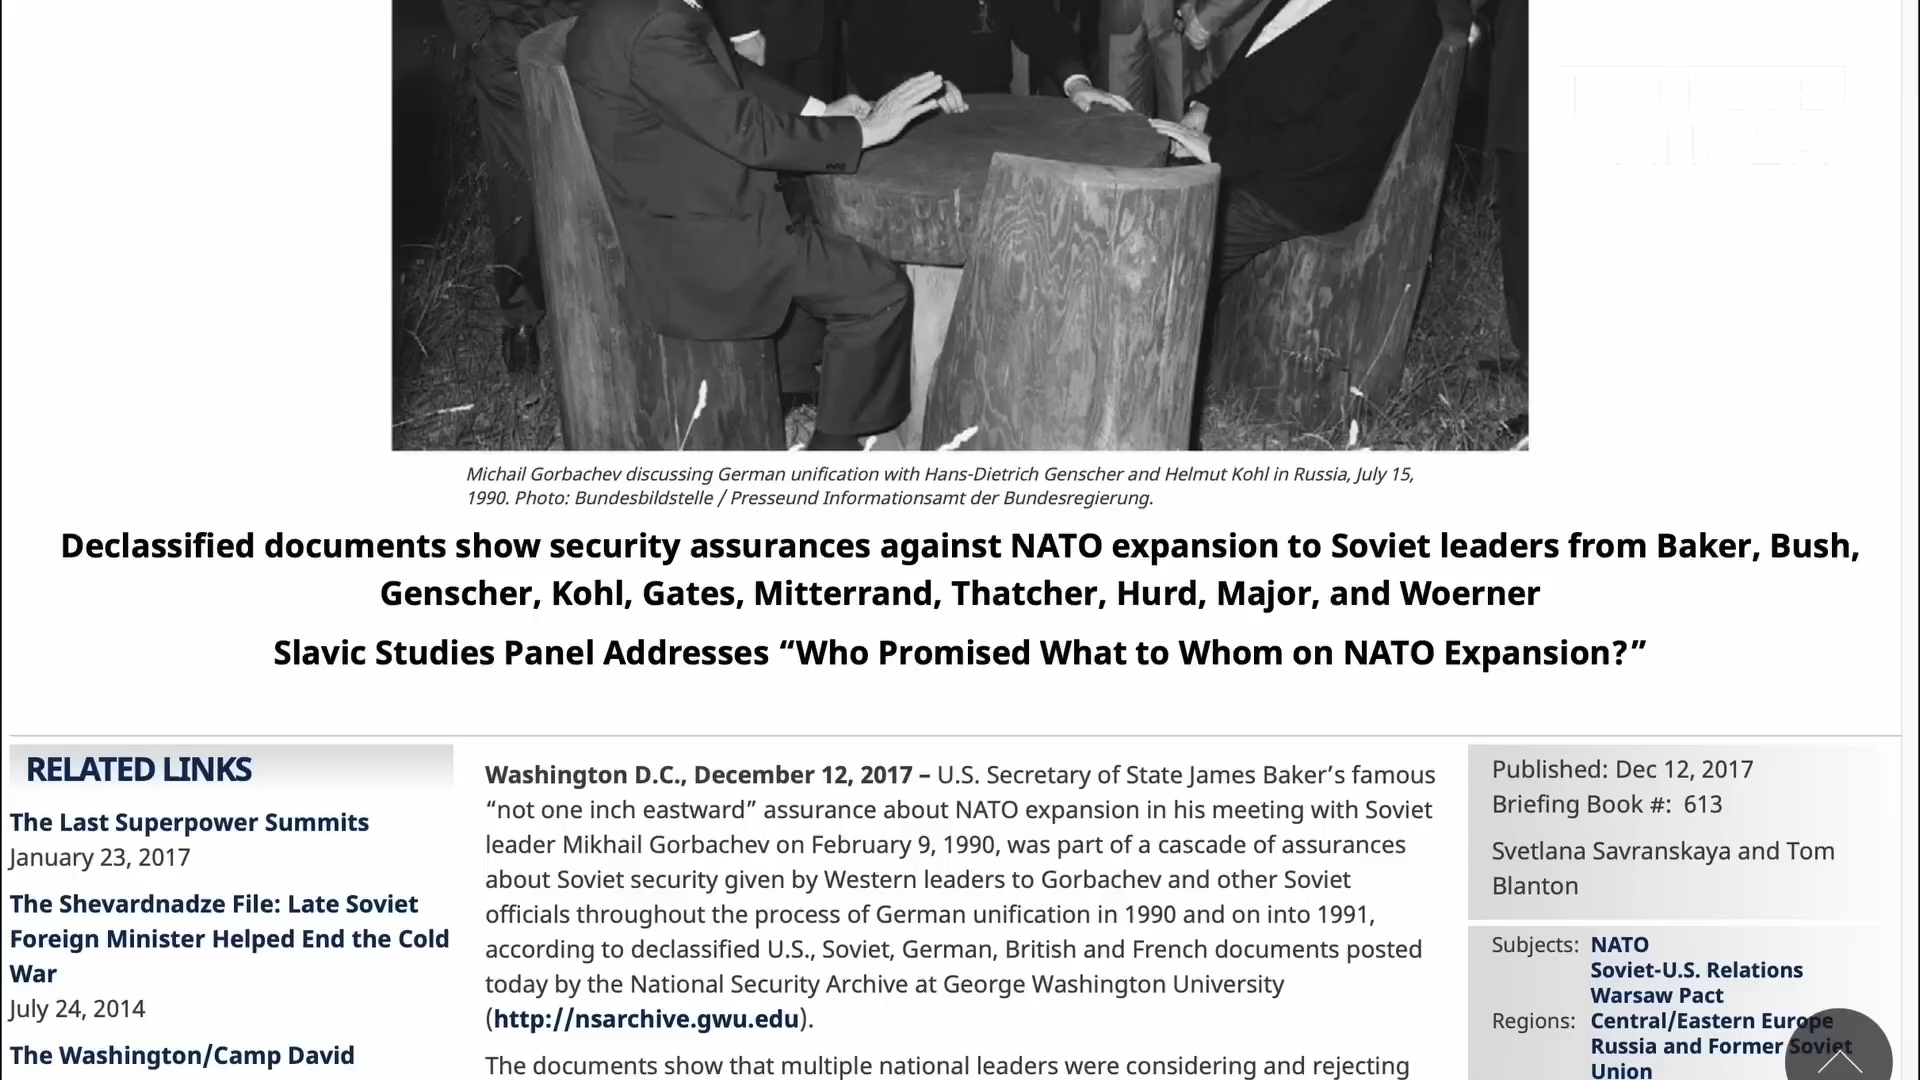 Michail Gorbachev discussing German unification with Hans-Dietrich Genscher and Helmut Kohl in Russia, July 15,
1990. Photo: Bundesbildstelle / Presseund Informationsamt der Bundesregierung.
Declassified documents show security assurances against NATO expansion to Soviet leaders from Baker, Bush,
Genscher, Kohl, Gates, Mitterrand, Thatcher, Hurd, Major, and Woerner
Slavic Studies Panel Addresses “Who Promised What to Whom on NATO Expansion?”
RELATED LINKS
The Last Superpower Summits
January 23, 2017
The Shevardnadze File: Late Soviet
Foreign Minister Helped End the Cold
War
July 24, 2014
The Washington/Camp David
Washington D.C., December 12, 2017 – U.S. Secretary of State James Baker’s famous
“not one inch eastward” assurance about NATO expansion in his meeting with Soviet
leader Mikhail Gorbachev on February 9, 1990, was part of a cascade of assurances
about Soviet security given by Western leaders to Gorbachev and other Soviet
officials throughout the process of German unification in 1990 and on into 1991,
according to declassified U.S., Soviet, German, British and French documents posted
today by the National Security Archive at George Washington University
(http://nsarchive.gwu.edu).
The documents show that multiple national leaders were considering and rejecting
Published: Dec 12, 2017
Briefing Book #: 613
Svetlana Savranskaya and Tom
Blanton
Subjects: NATO
Soviet-U.S. Relations
Warsaw Pact
Regions: Central/Eastern Europe
Russia and Former Soviet
Union